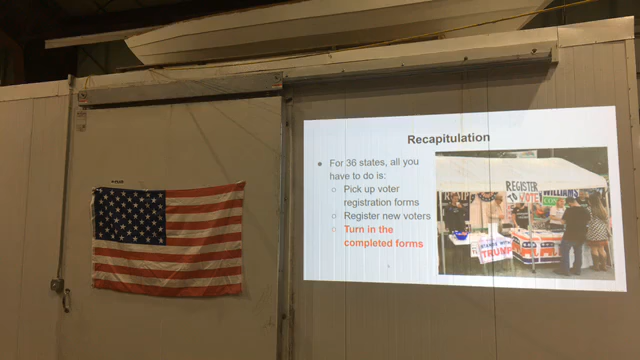 Recapitulation
For 36 states, all you
have to do is:
Pick up voter
registration forms
Register new voters
Turn in the
completed forms
REGISTER
TO VOTE
WILLIAMS
TRUMP